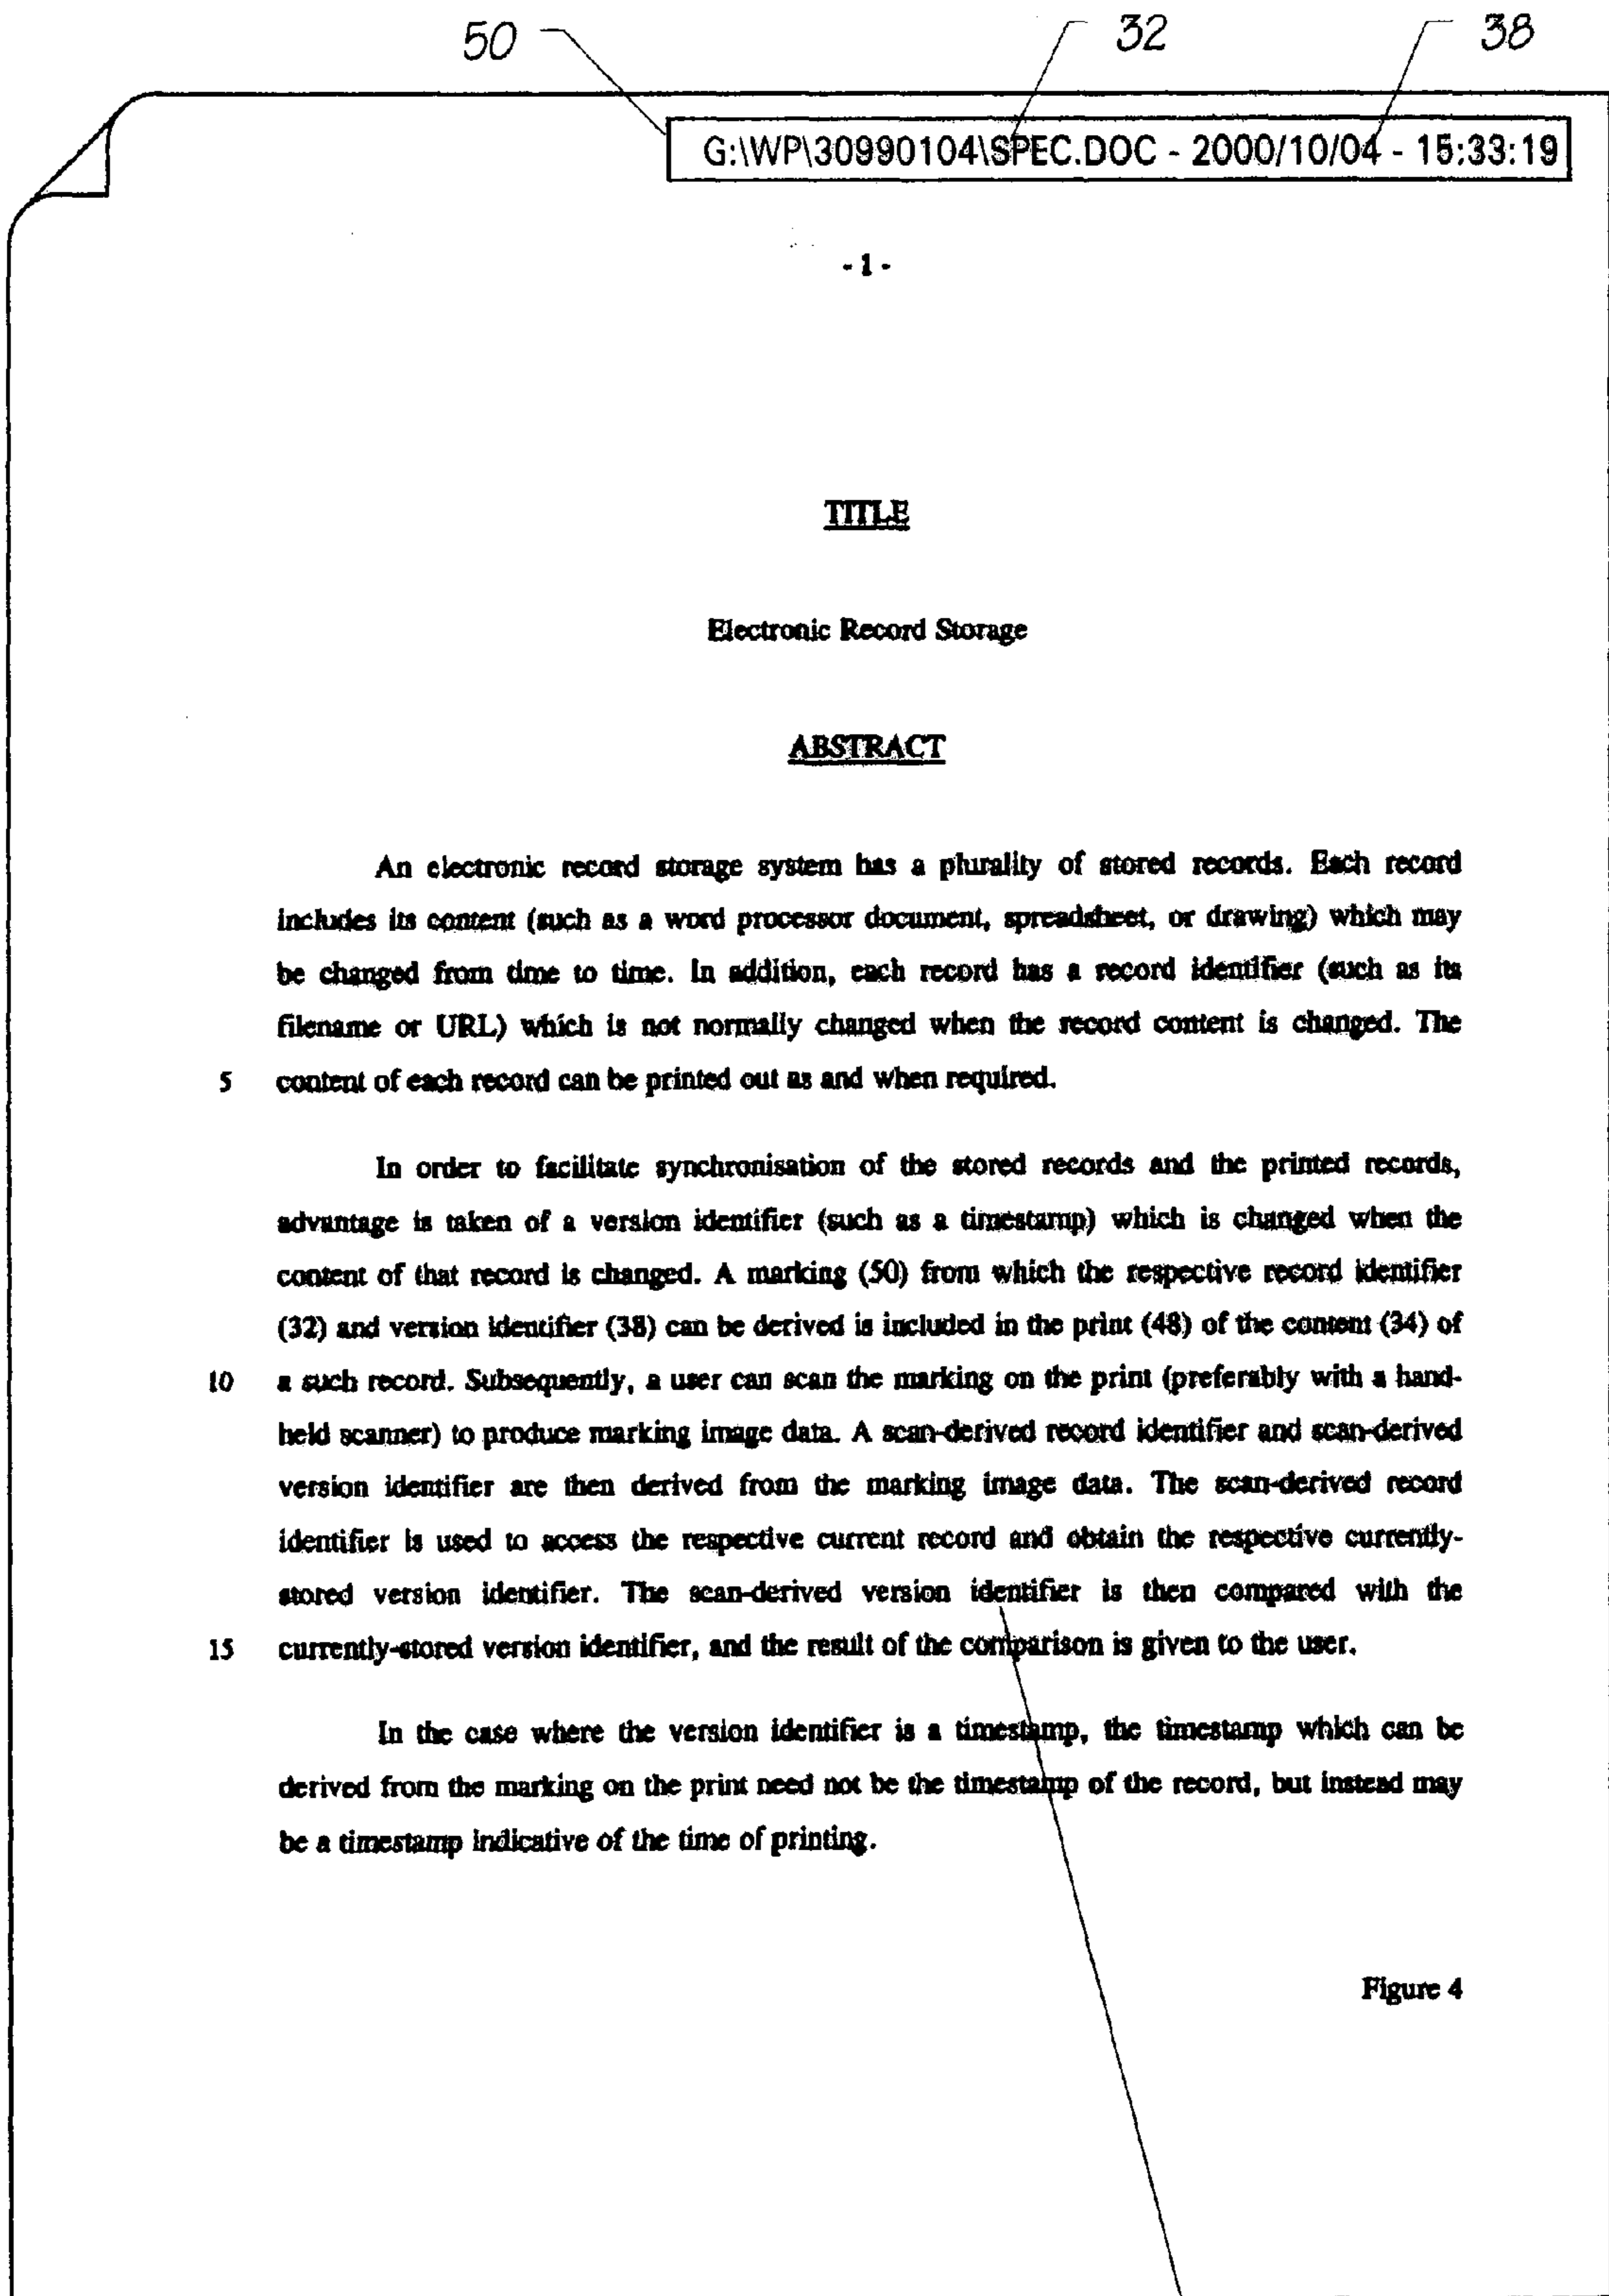 50 32 38
G:\WP\30990104\SPEC.DOC - 2000/10/04 - 15:33:19
- 1 -
TITLE
Electronic Record Storage
ABSTRACT
An electronic record storage system has a plurality of stored records. Each record
includes its content (such as a word processor document, spreadsheet, or drawing) which may
be changed from time to time. In addition, each record has a record identifier (such as its
filename or URL) which is not normally changed when the record content is changed. The
5 content of each record can be printed out as and when required.
In order to facilitate synchronisation of the stored records and the printed records,
advantage is taken of a version identifier (such as a timestamp) which is changed when the
content of that record is changed. A marking (50) from which the respective record identifier
(32) and version identifier (38) can be derived is included in the print (48) of the content (34) of
10 a such record. Subsequently, a user can scan the marking on the print (preferably with a hand-
held scanner) to produce marking image data. A scan-derived record identifier and scan-derived
version identifier are then derived from the marking image data. The scan-derived record
identifier is used to access the respective current record and obtain the respective currently-
stored version identifier. The scan-derived version identifier is then compared with the
15 currently-stored version identifier, and the result of the comparison is given to the user.
In the case where the version identifier is a timestamp, the timestamp which can be
derived from the marking on the print need not be the timestamp of the record, but instead may
be a timestamp indicative of the time of printing.
Figure 4